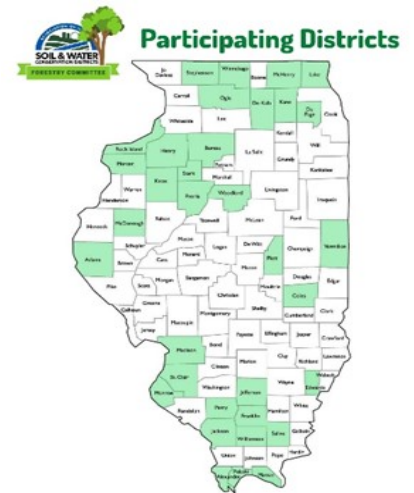 SOIL & WATER
CONSERVATION DISTRICTS
FORESTRY COMMITTEE
Participating Districts
Jo Daviess
Stephenson
Winnebago
Boone
McHenry
Lake
Carroll
Ogle
De Kalb
Kane
Du Page
Cook
Whiteside
Lee
Kendall
Will
Rock Island
Henry
Bureau
La Salle
Grundy
Mercer
Putnam
Kankakee
Stark
Marshall
Knox
Warren
Henderson
Peoria
Woodford
Livingston
Iroquois
Hancock
McDonough
Fulton
Tazewell
McLean
Ford
Vermilion
Schuyler
Mason
Logan
De Witt
Champaign
Adams
Brown
Cass
Menard
Piatt
Macon
Douglas
Edgar
Pike
Scott
Morgan
Sangamon
Moultrie
Coles
Christian
Greene
Calhoun
Shelby
Cumberland
Clark
Macoupin
Montgomery
Jersey
Fayette
Effingham
Jasper
Crawford
Madison
Bond
Clay
Richland
Lawrence
Marion
Clinton
St. Clair
Wayne
Wabash
Edwards
Washington
Monroe
Jefferson
Randolph
Perry
Hamilton
White
Franklin
Jackson
Williamson
Saline
Gallatin
Union
Johnson
Pope
Hardin
Alexander
Pulaski
Massac